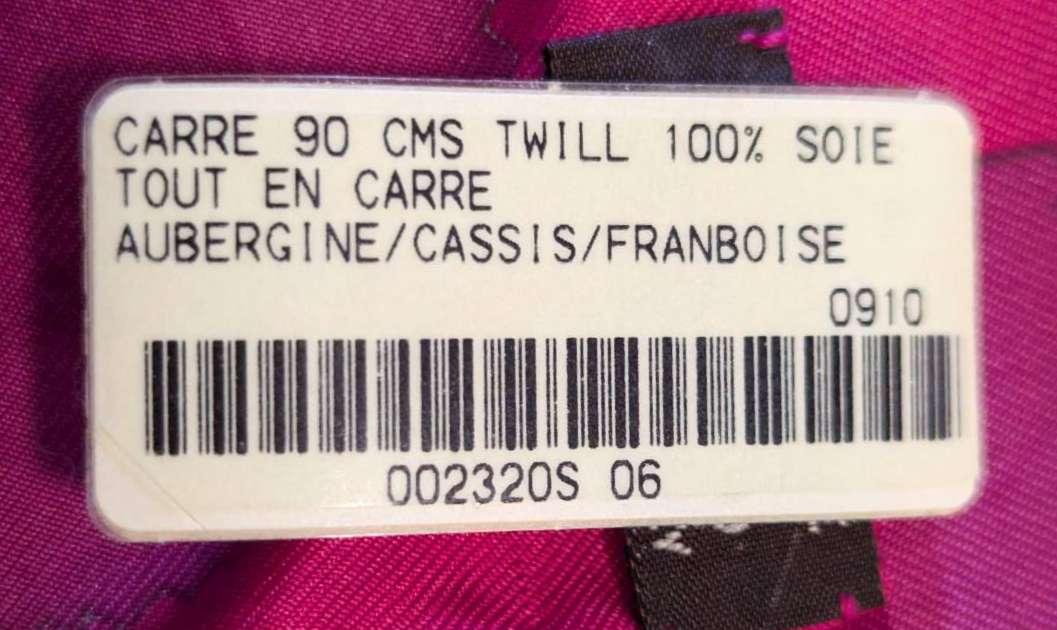 CARRE 90 CMS TWILL 100% SOIE
TOUT EN CARRE
AUBERGINE/CASSIS/FRANBOISE
0910
002320S 06